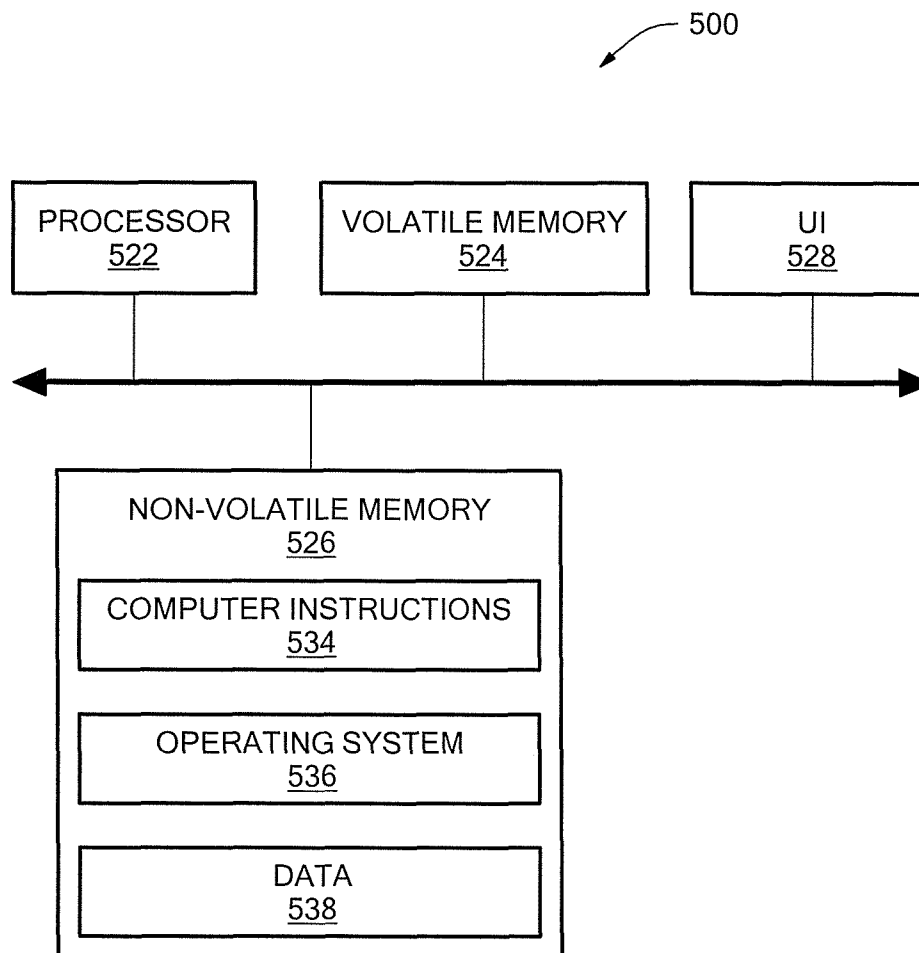 500
PROCESSOR
522
VOLATILE MEMORY
524
UI
528
NON-VOLATILE MEMORY
526
COMPUTER INSTRUCTIONS
534
OPERATING SYSTEM
536
DATA
538